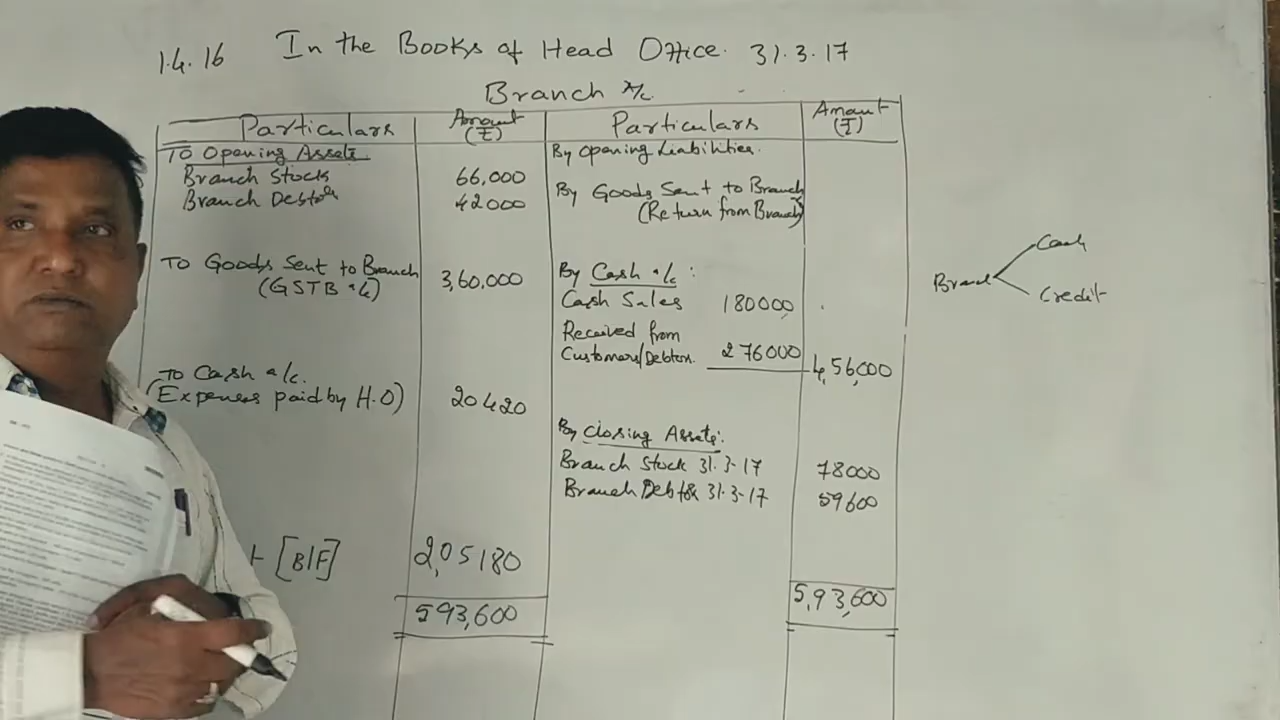 1.4.16 In the Books of Head Office. 31.3.17
Branch a/c
Particulars Amount (₹) Particulars Amount (₹)
To Opening Assets
Branch Stock 66,000
Branch Debtors 42000
To Goods Sent to Branch
(GSTB a/c) 3,60,000
To Cash a/c.
(Expenses paid by H.O) 20420
[B/F] 2,05180
593,600
By Opening Liabilities.
By Goods Sent to Branch
(Return from Branch)
By Cash a/c :
Cash Sales 180000
Received from
Customers/Debtors. 276000 4,56,000
By Closing Assets:
Branch Stock 31.3.17 78000
Branch Debtors 31.3.17 59600
5,93,600
Branch
Cash
Credit